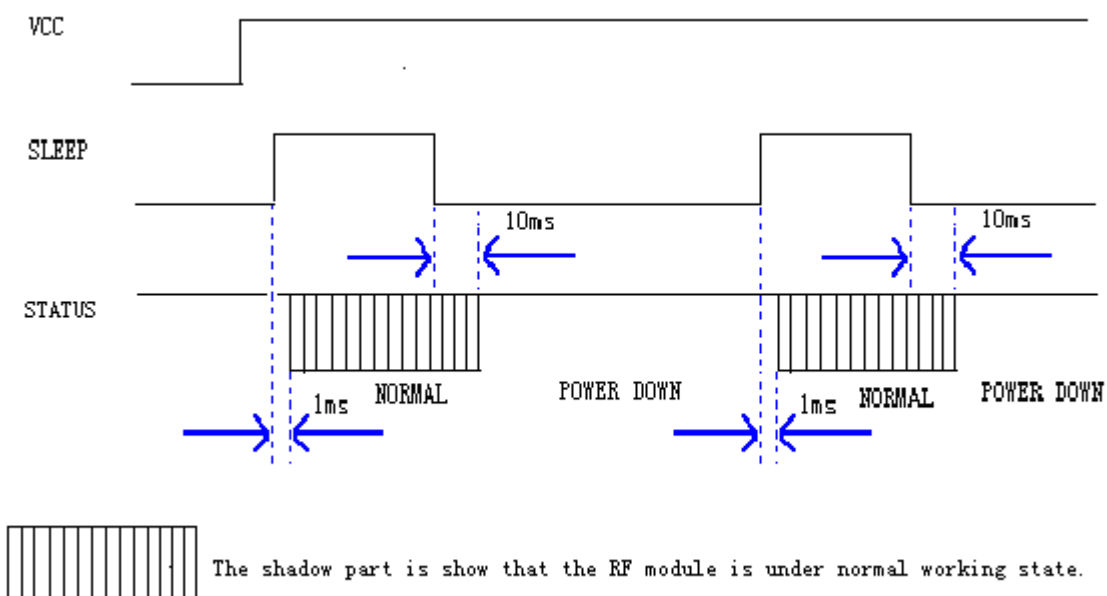 VCC
SLEEP
10ms
10ms
STATUS
1ms
NORMAL
POWER DOWN
1ms
NORMAL
POWER DOWN
The shadow part is show that the RF module is under normal working state.